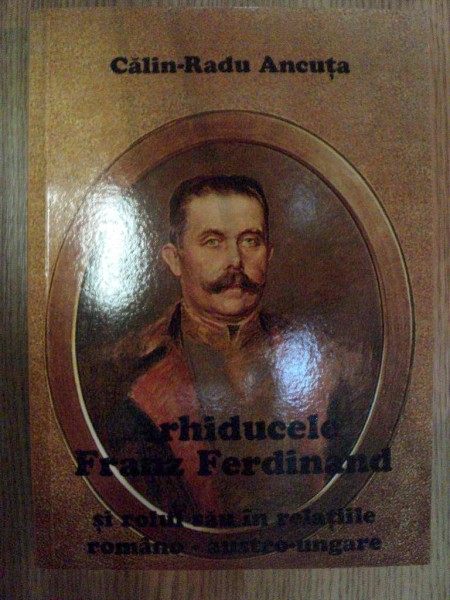 Călin-Radu Ancuța
Arhiducele
Franz Ferdinand
și rolul său în relațiile
româno - austro-ungare